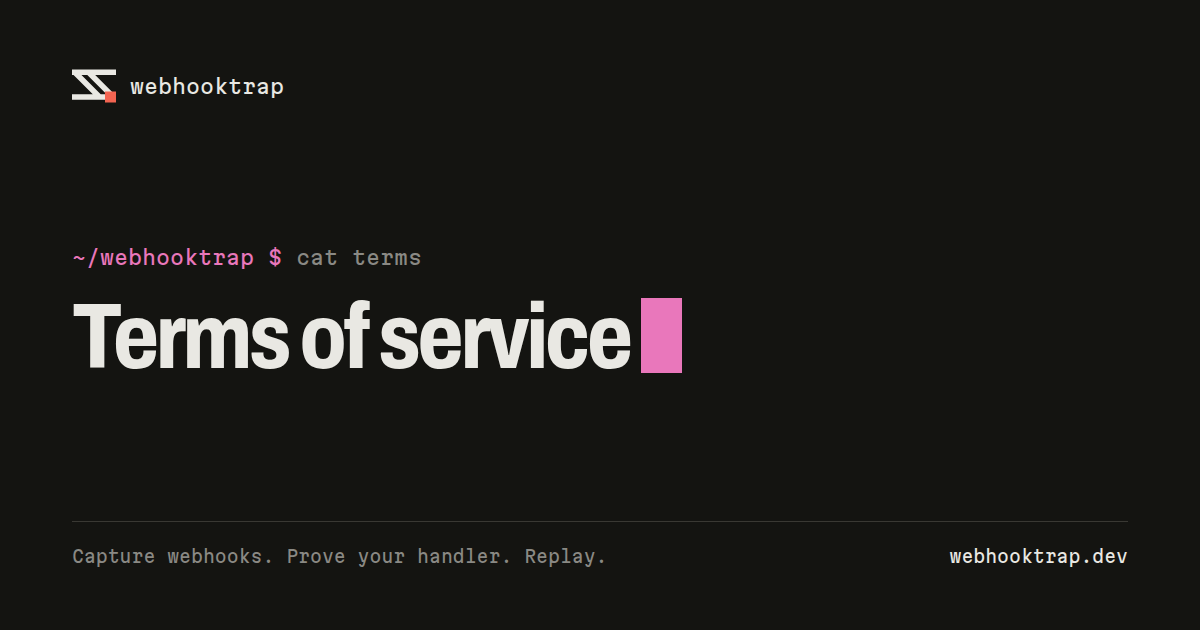 webhooktrap
~/webhooktrap $ cat terms
Terms of service
Capture webhooks. Prove your handler. Replay.
webhooktrap.dev